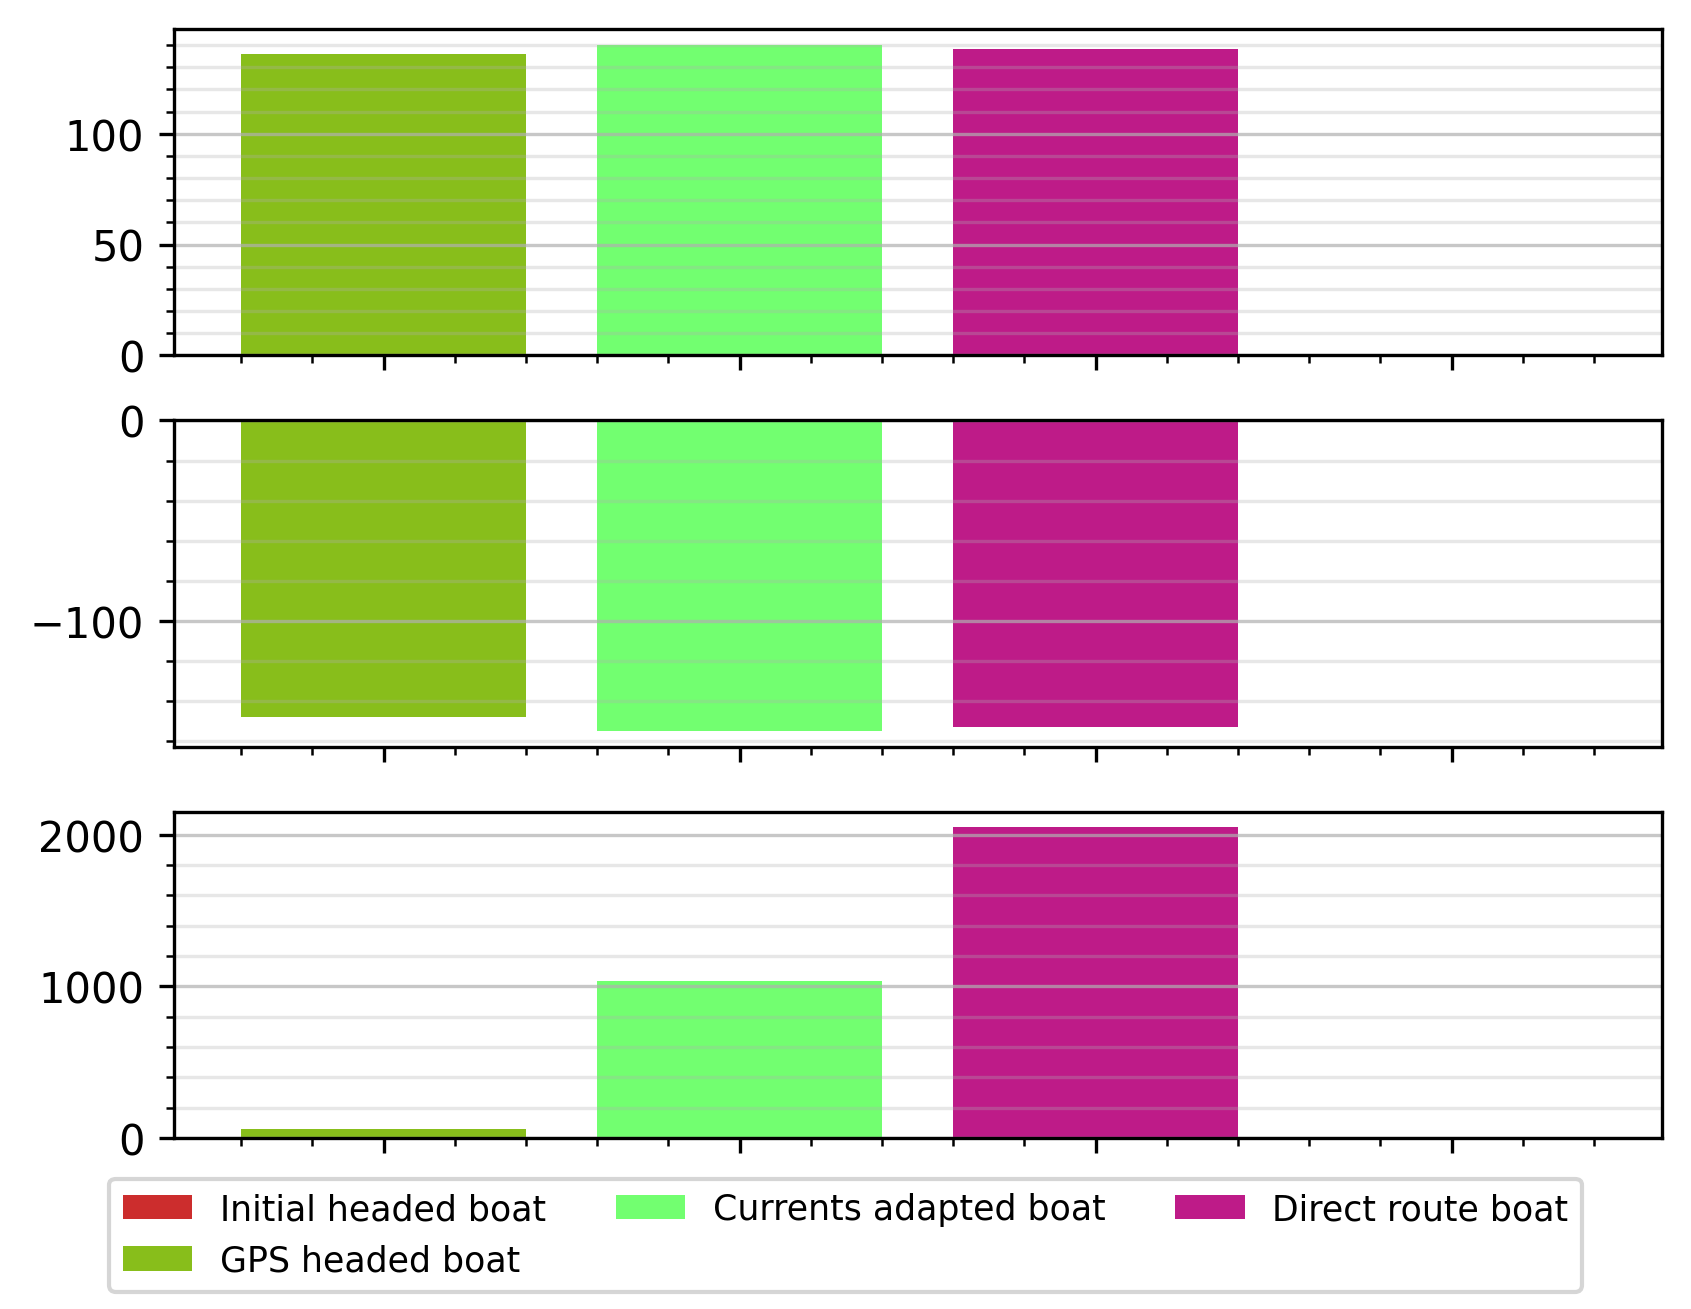 100
50
0
0
−100
2000
1000
0
Initial headed boat
GPS headed boat
Currents adapted boat
Direct route boat